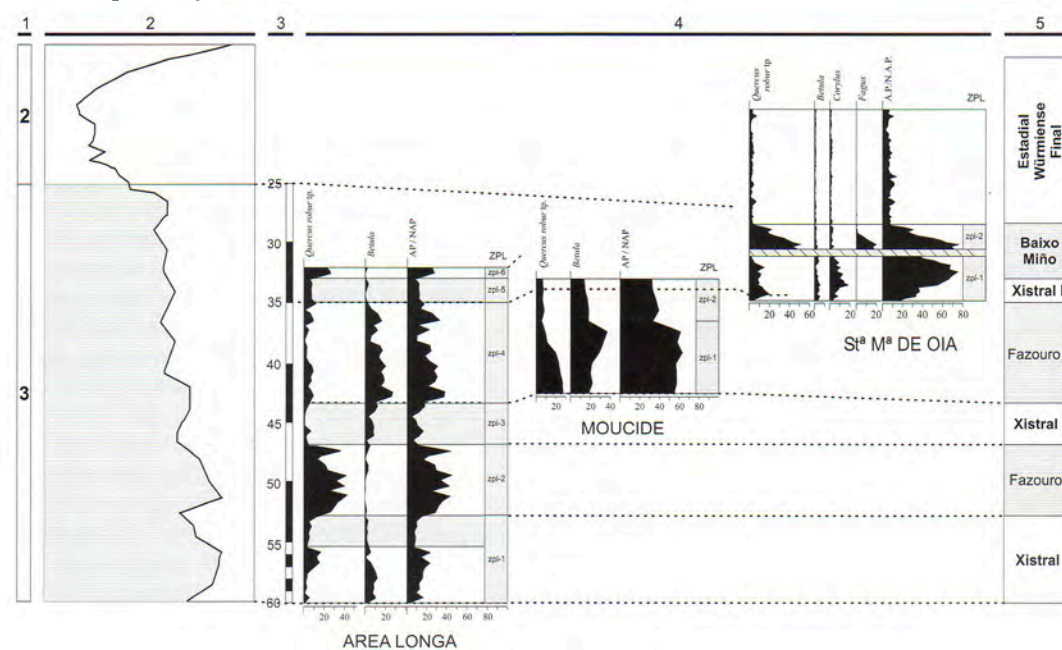 1 2 3 4 5
2
3
25
30
35
40
45
50
55
60
Quercus robur tp.
Betula
AP / NAP
ZPL
zpl-6
zpl-5
zpl-4
zpl-3
zpl-2
zpl-1
20 40 20 20 40 60 80
AREA LONGA
Quercus robur tp.
Betula
AP / NAP
ZPL
zpl-2
zpl-1
20 20 40 20 40 60 80
MOUCIDE
Quercus robur tp.
Betula
Corylus
Fagus
A.P./N.A.P.
ZPL
zpl-2
zpl-1
20 40 60 20 20 20 40 60 80
Stª Mª DE OIA
Estadial
Würmiense
Final
Baixo
Miño
Xistral
Fazouro
Xistral
Fazouro
Xistral